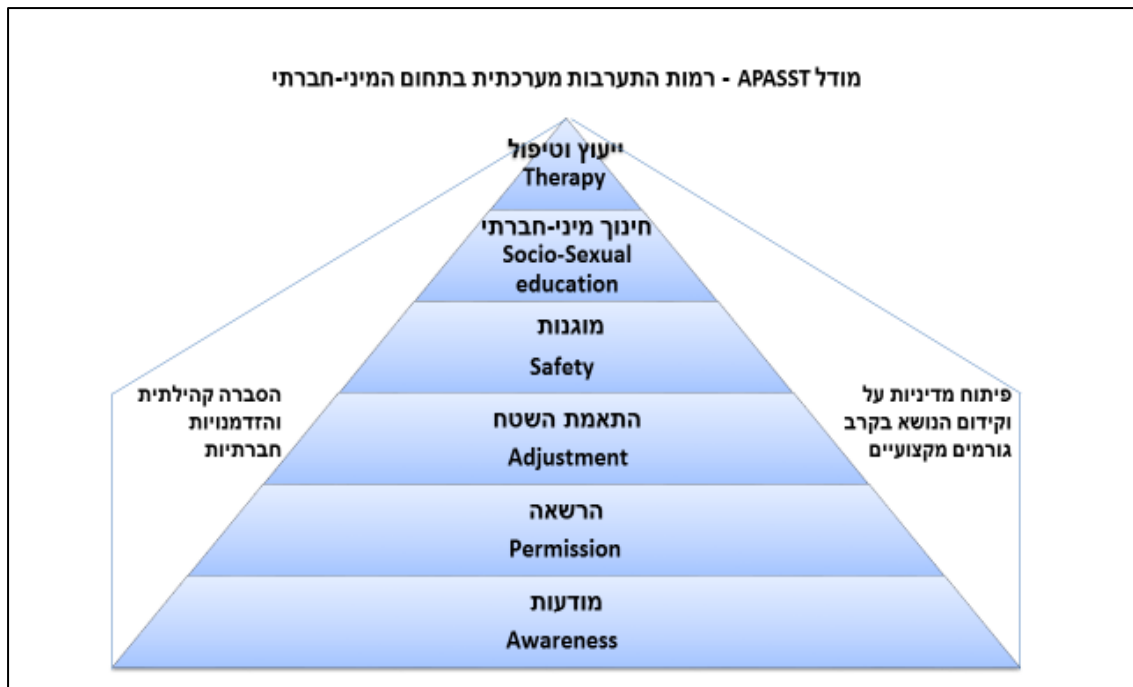 מודל APASST - רמות התערבות מערכתית בתחום המיני-חברתי
ייעוץ וטיפול
Therapy
חינוך מיני-חברתי
Socio-Sexual
education
מוגנות
Safety
התאמת השטח
Adjustment
הרשאה
Permission
מודעות
Awareness
פיתוח מדיניות על
וקידום הנושא בקרב
גורמים מקצועיים
הסברה קהילתית
והזדמנויות
חברתיות